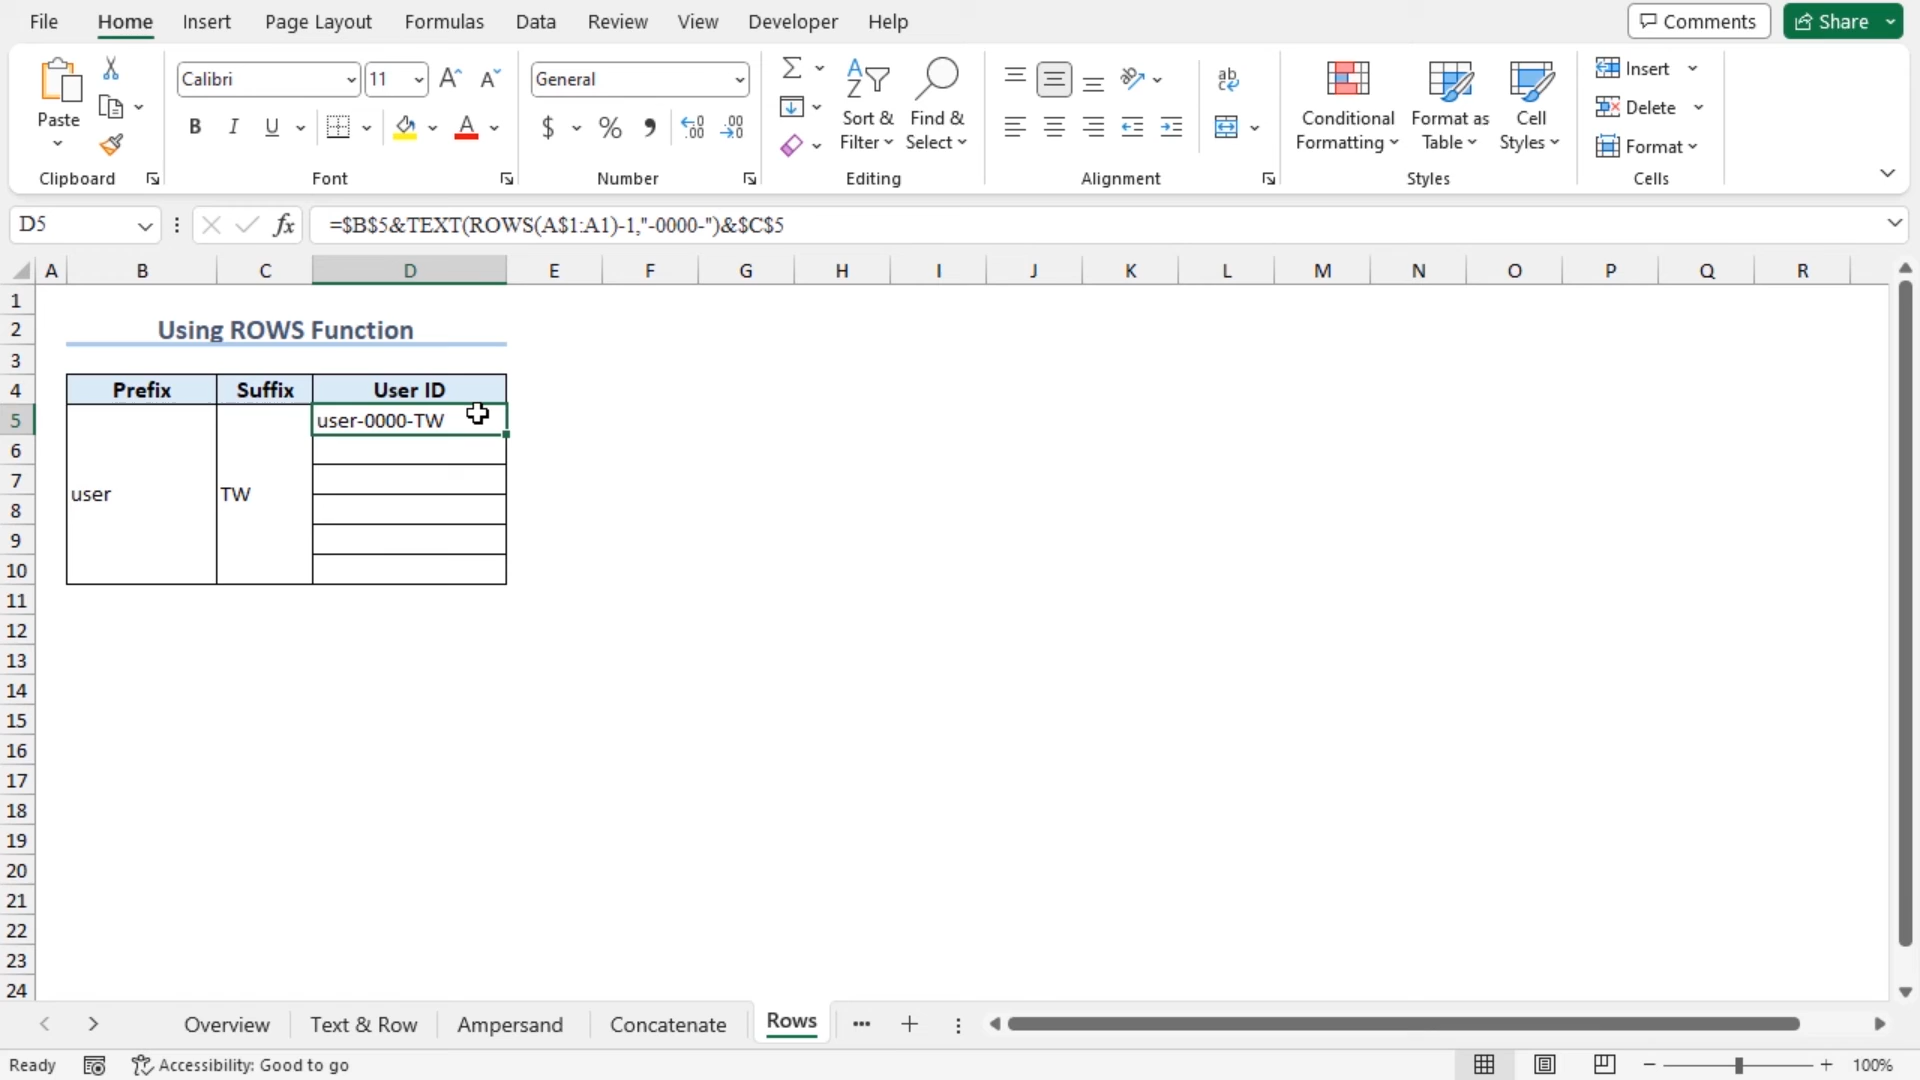 File Home Insert Page Layout Formulas Data Review View Developer Help Comments Share
Calibri 11 General
Paste Sort & Filter Find & Select Conditional Formatting Format as Table Cell Styles Insert Delete Format
Clipboard Font Number Editing Alignment Styles Cells
D5 fx =$B$5&TEXT(ROWS(A$1:A1)-1,"-0000-")&$C$5
A B C D E F G H I J K L M N O P Q R
1
2 Using ROWS Function
3
4 Prefix Suffix User ID
5 user-0000-TW
6
7 user TW
8
9
10
11
12
13
14
15
16
17
18
19
20
21
22
23
24
Overview Text & Row Ampersand Concatenate Rows
Ready Accessibility: Good to go 100%